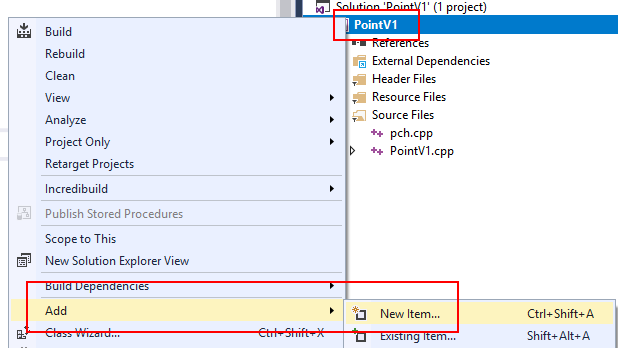 Solution 'PointV1' (1 project)
PointV1
References
External Dependencies
Header Files
Resource Files
Source Files
pch.cpp
PointV1.cpp
Build
Rebuild
Clean
View
Analyze
Project Only
Retarget Projects
Incredibuild
Publish Stored Procedures
Scope to This
New Solution Explorer View
Build Dependencies
Add
Class Wizard... Ctrl+Shift+X
New Item... Ctrl+Shift+A
Existing Item... Shift+Alt+A